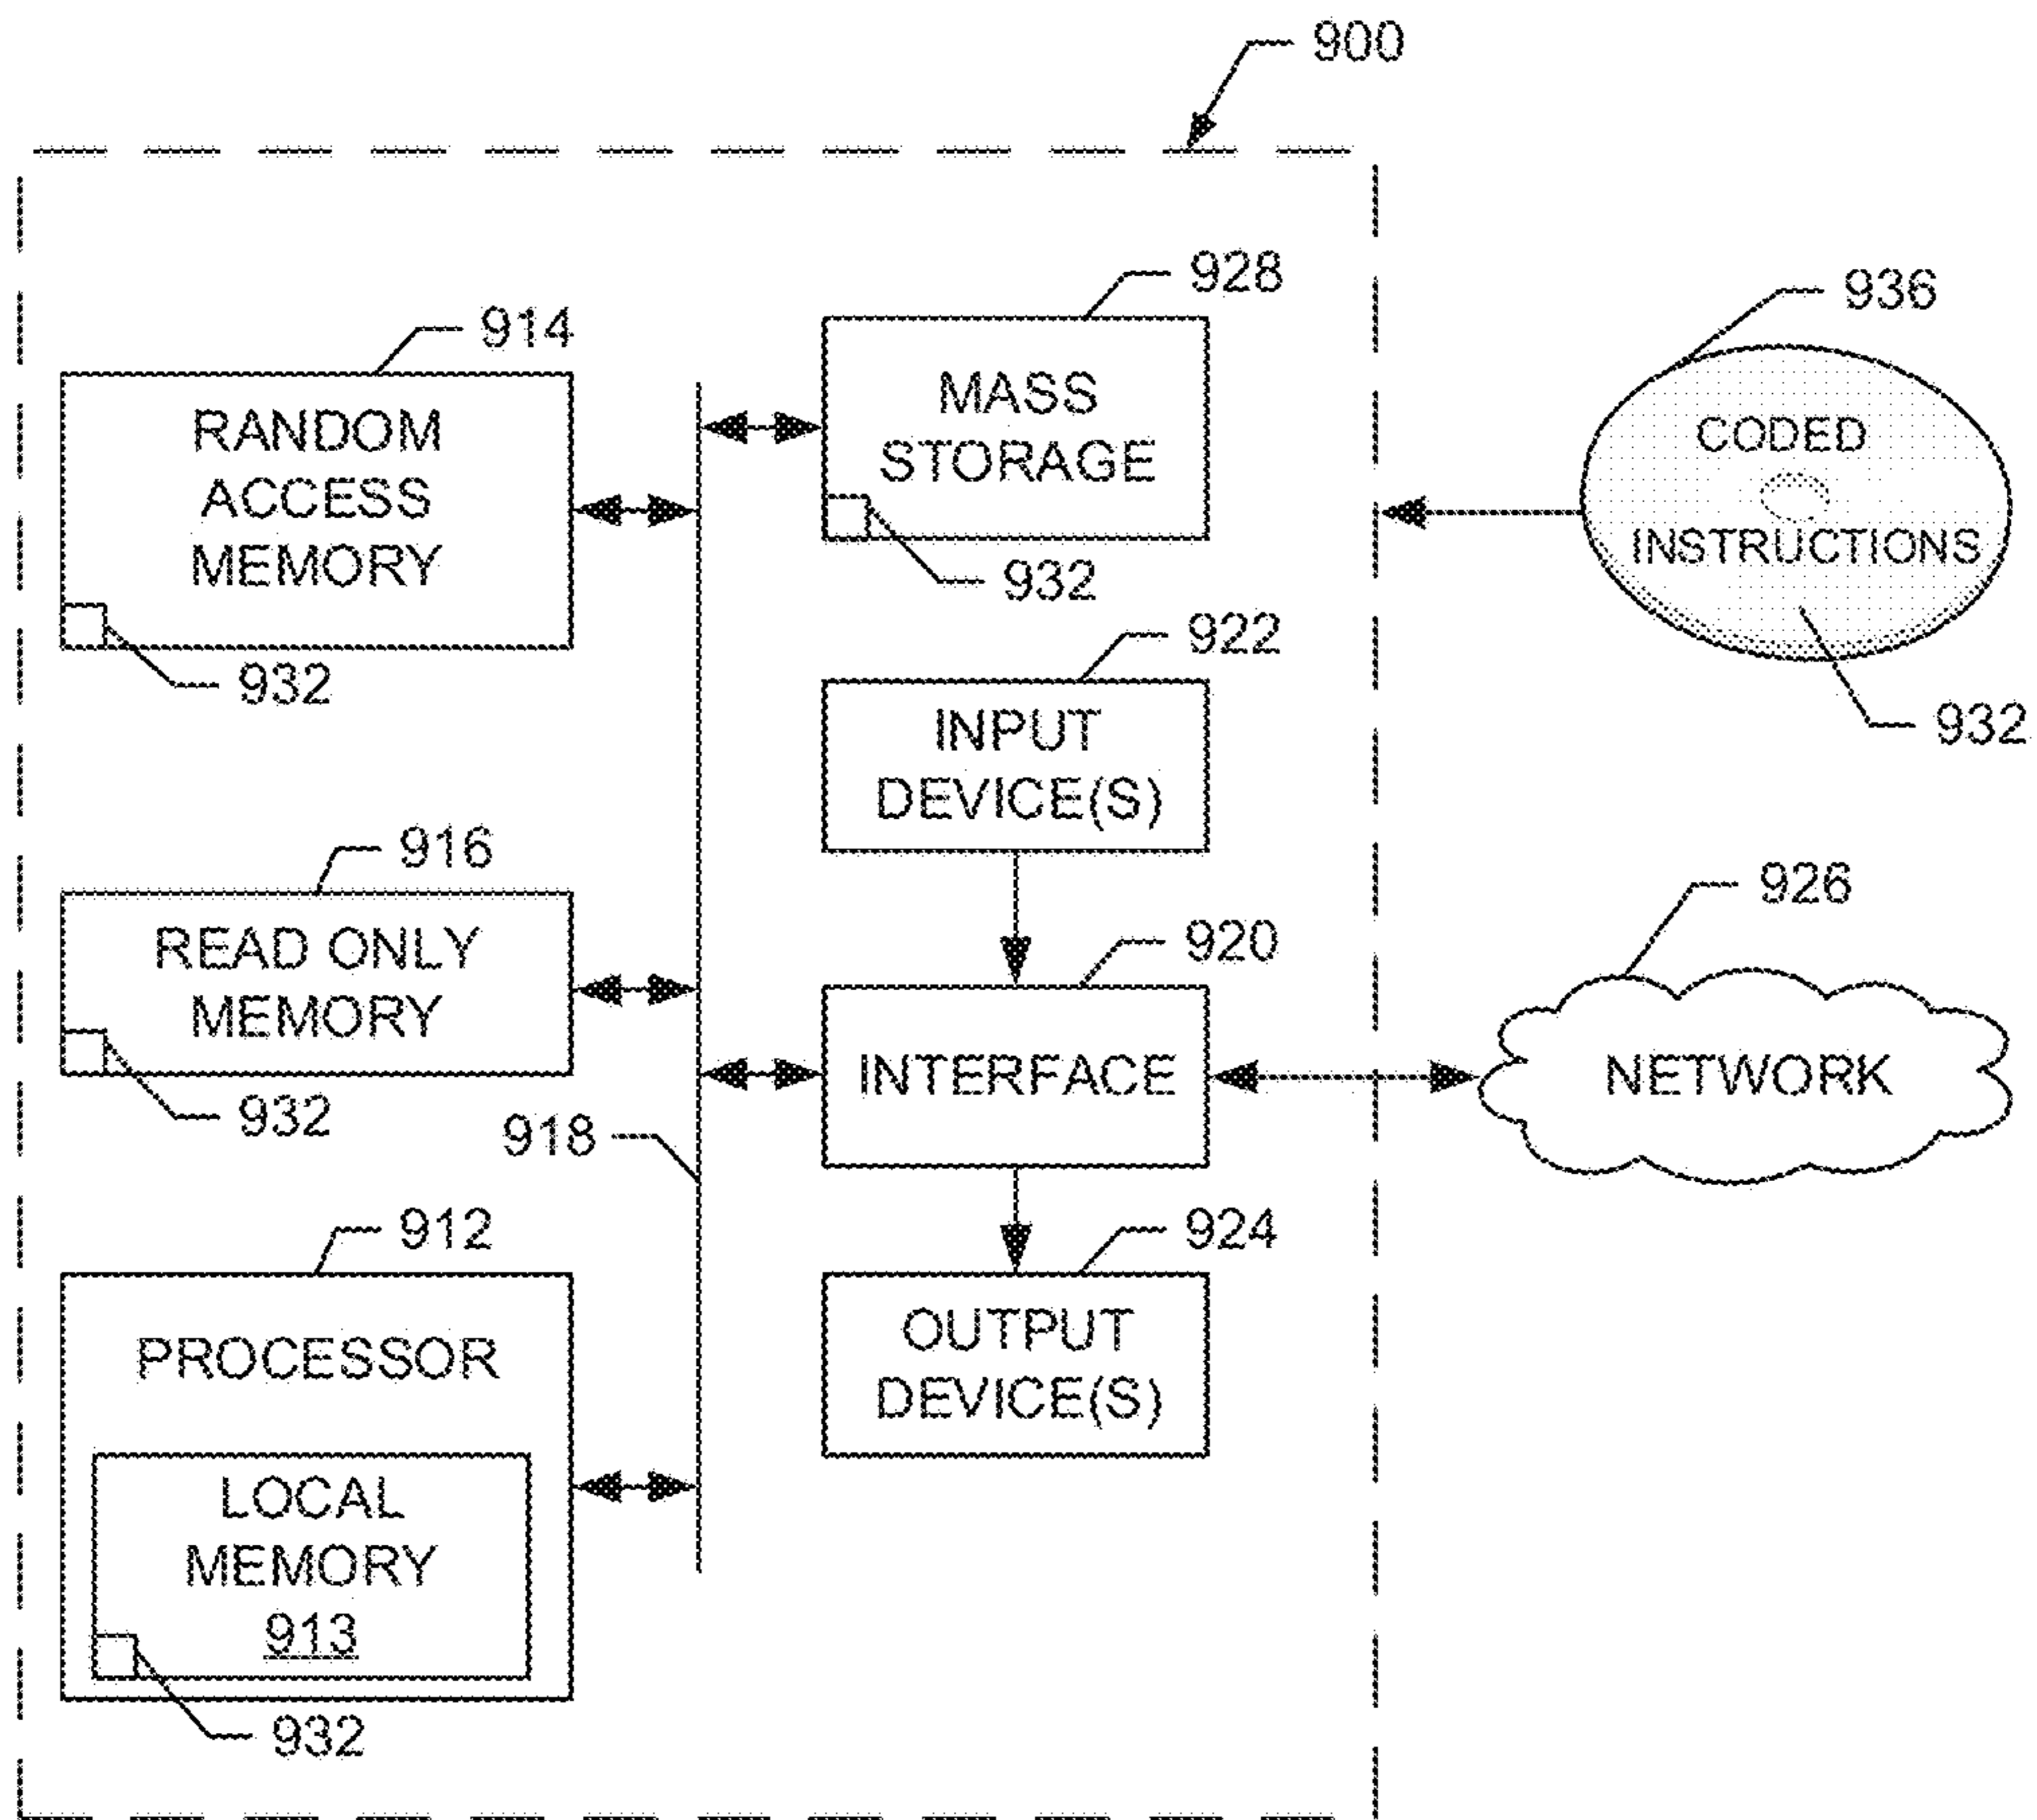 900
928
936
914
MASS
STORAGE
RANDOM
ACCESS
MEMORY
CODED
INSTRUCTIONS
932
922
932
932
INPUT
DEVICE(S)
916
926
READ ONLY
MEMORY
920
INTERFACE
NETWORK
932
918
912
924
PROCESSOR
OUTPUT
DEVICE(S)
LOCAL
MEMORY
913
932